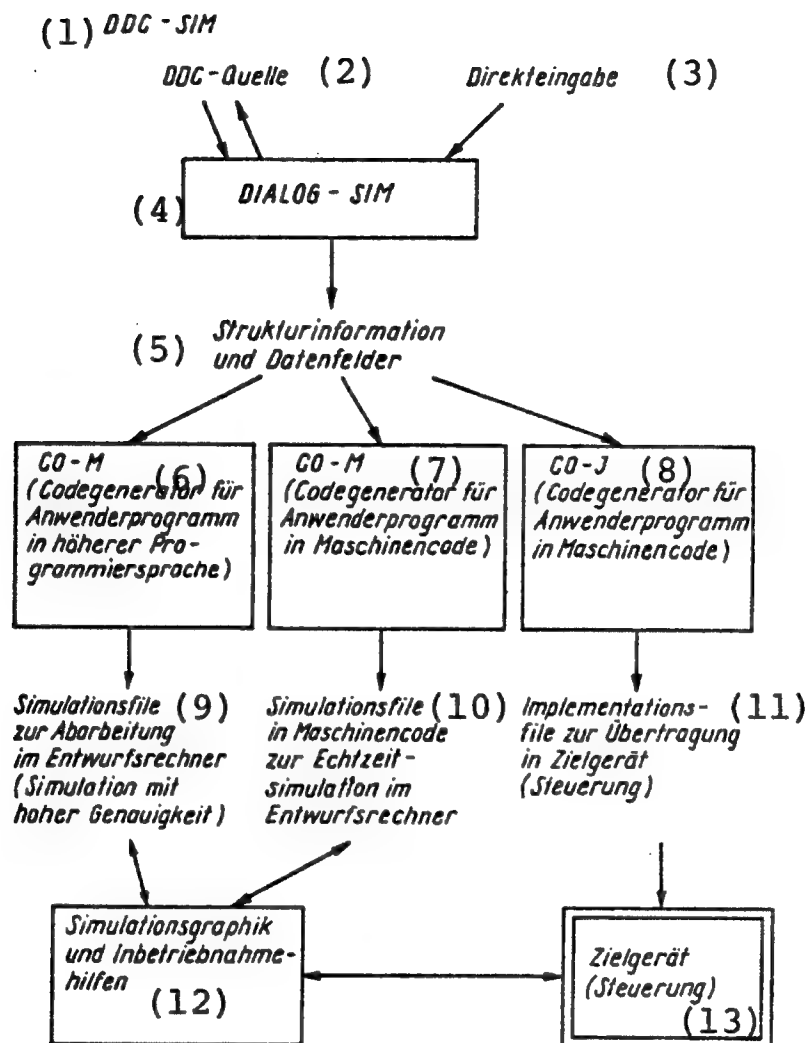 (1) DDC-SIM
DDC-Quelle (2) Direkteingabe (3)
(4) DIALOG - SIM
(5) Strukturinformation
und Datenfelder
CO-M (6)
(Codegenerator für
Anwenderprogramm
in höherer Pro-
grammiersprache)
CO-M (7)
(Codegenerator für
Anwenderprogramm
in Maschinencode)
CO-J (8)
(Codegenerator für
Anwenderprogramm
in Maschinencode)
Simulationsfile (9)
zur Abarbeitung
im Entwurfsrechner
(Simulation mit
hoher Genauigkeit)
Simulationsfile (10)
in Maschinencode
zur Echtzeit-
simulation im
Entwurfsrechner
Implementations- (11)
file zur Übertragung
in Zielgerät
(Steuerung)
Simulationsgraphik
und Inbetriebnahme-
hilfen
(12)
Zielgerät
(Steuerung)
(13)